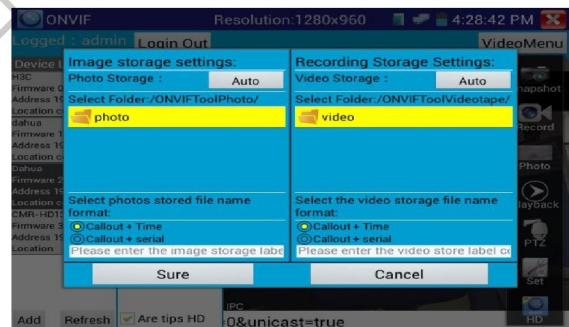 ONVIF Resolution:1280x960 4:28:42 PM
Logged : admin Login Out VideoMenu
Device L
H3C
Firmware
Address 19
Location c
dahua
Firmware 1
Address 19
Location c
Dahua
Firmware 2
Address 19
Location c
CMR-HD1
Firmware 3
Address 19
Location
Add Refresh
Image storage settings:
Photo Storage : Auto
Select Folder:/ONVIFToolPhoto/
photo
Select photos stored file name
format:
Callout + Time
Callout + serial
Please enter the image storage labe
Recording Storage Settings:
Video Storage : Auto
Select Folder:/ONVIFToolVideotape/
video
Select the video storage file name
format:
Callout + Time
Callout + serial
Please enter the video store label co
Sure Cancel
Are tips HD
IPC
=0&unicast=true
napshot
Record
Photo
layback
PTZ
Set
HD